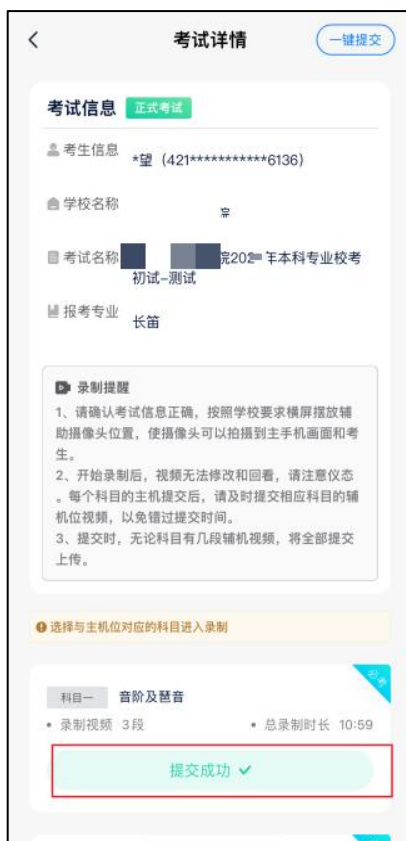 考试详情
一键提交
考试信息 正式考试
考生信息 *望（421***********6136）
学校名称
考试名称 院202 年本科专业校考
初试-测试
报考专业 长笛
录制提醒
1、请确认考试信息正确，按照学校要求横屏摆放辅
助摄像头位置，使摄像头可以拍摄到主手机画面和考
生。
2、开始录制后，视频无法修改和回看，请注意仪态
。每个科目的主机提交后，请及时提交相应科目的辅
机位视频，以免错过提交时间。
3、提交时，无论科目有几段辅机视频，将全部提交
上传。
选择与主机位对应的科目进入录制
必考
科目一 音阶及琶音
• 录制视频 3段 • 总录制时长 10:59
提交成功 ✓